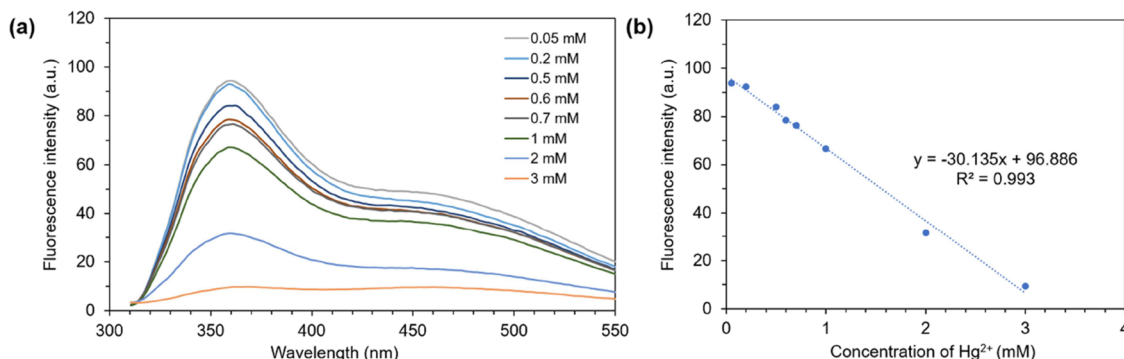 (a)
120
100
80
60
40
20
0
Fluorescence intensity (a.u.)
300
350
400
450
500
550
Wavelength (nm)
0.05 mM
0.2 mM
0.5 mM
0.6 mM
0.7 mM
1 mM
2 mM
3 mM
(b)
120
100
80
60
40
20
0
Fluorescence intensity (a.u.)
0
1
2
3
4
Concentration of Hg²⁺ (mM)
y = -30.135x + 96.886
R² = 0.993